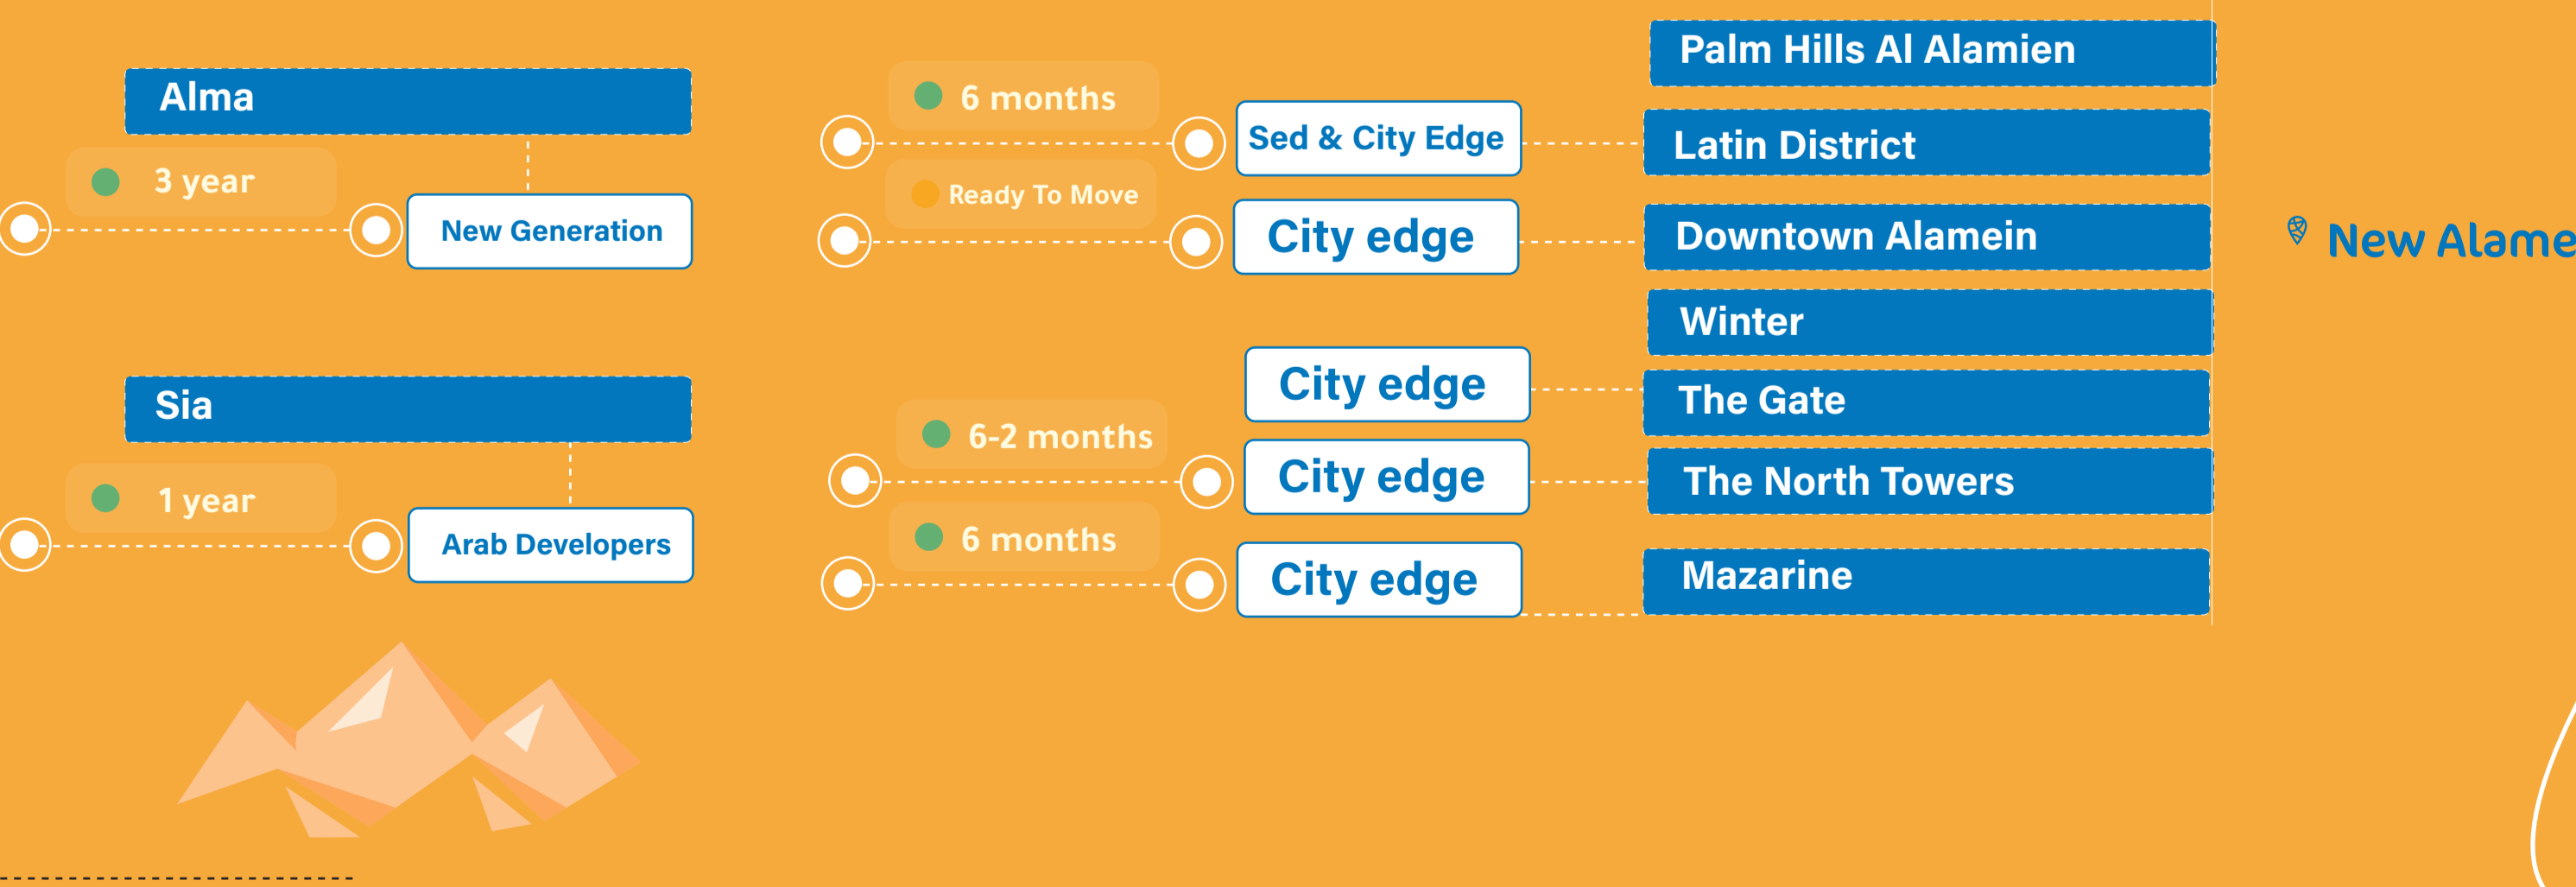 Alma
3 year
New Generation
Sia
1 year
Arab Developers
6 months
Sed & City Edge
Ready To Move
City edge
City edge
6-2 months
City edge
6 months
City edge
Palm Hills Al Alamien
Latin District
Downtown Alamein
Winter
The Gate
The North Towers
Mazarine
New Alame